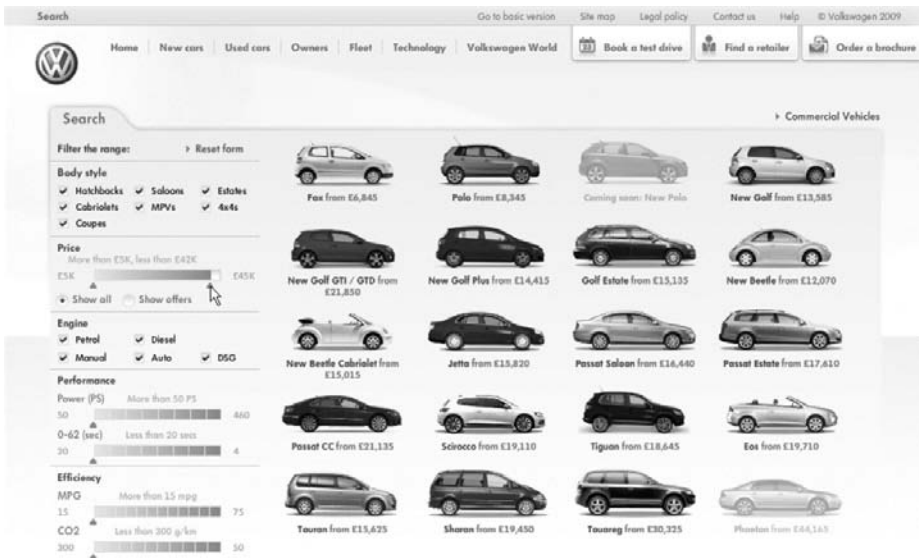 Search
Go to basic version Site map Legal policy Contact us Help © Volkswagen 2009
Home New cars Used cars Owners Fleet Technology Volkswagen World Book a test drive Find a retailer Order a brochure
Search
Commercial Vehicles
Filter the range: Reset form
Body style
Hatchbacks Saloons Estates
Cabriolets MPVs 4x4s
Coupes
Price
More than £5K, less than £42K
£5K £45K
Show all Show offers
Engine
Petrol Diesel
Manual Auto DSG
Performance
Power (PS) More than 50 PS
50 460
0-62 (sec) Less than 20 secs
20 4
Efficiency
MPG More than 15 mpg
15 75
CO2 Less than 300 g/km
300 50
Fox from £6,845
Polo from £8,345
Coming soon: New Polo
New Golf from £13,585
New Golf GTI / GTD from
£21,850
New Golf Plus from £14,415
Golf Estate from £15,135
New Beetle from £12,070
New Beetle Cabriolet from
£15,015
Jetta from £15,820
Passat Saloon from £16,440
Passat Estate from £17,610
Passat CC from £21,135
Scirocco from £19,110
Tiguan from £18,645
Eos from £19,710
Touran from £15,625
Sharan from £19,450
Touareg from £30,325
Phaeton from £44,165